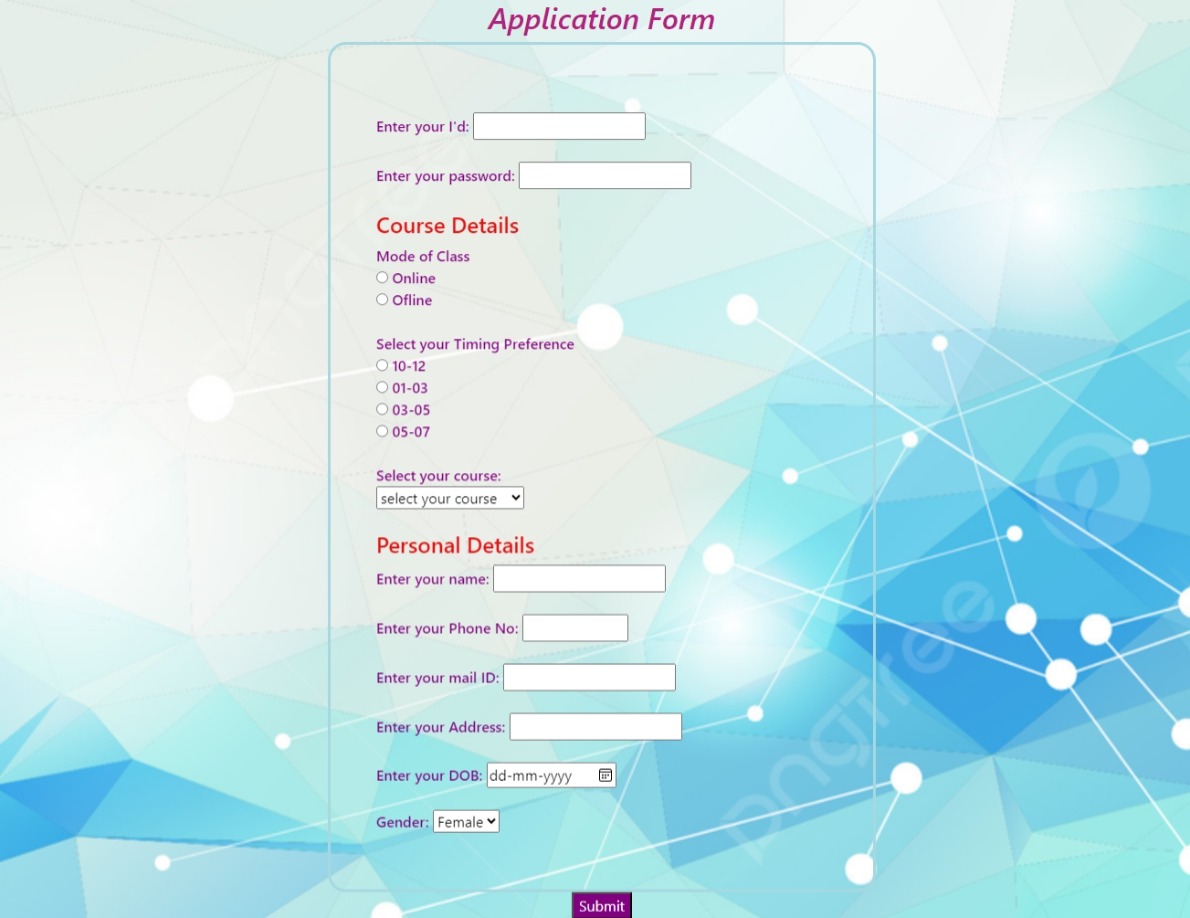 Application Form
Enter your I'd:
Enter your password:
Course Details
Mode of Class
Online
Ofline
Select your Timing Preference
10-12
01-03
03-05
05-07
Select your course:
select your course
Personal Details
Enter your name:
Enter your Phone No:
Enter your mail ID:
Enter your Address:
Enter your DOB: dd-mm-yyyy
Gender: Female
Submit
pngtree